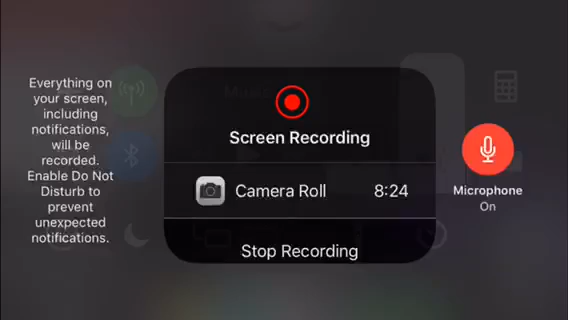 Everything on
your screen,
including
notifications,
will be
recorded.
Enable Do Not
Disturb to
prevent
unexpected
notifications.
Screen Recording
Camera Roll 8:24
Stop Recording
Microphone
On